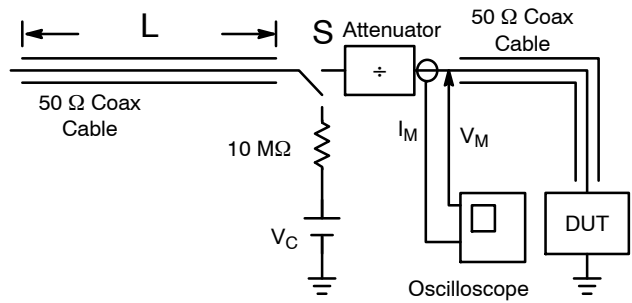 L
S
Attenuator
÷
50 Ω Coax
Cable
50 Ω Coax
Cable
10 MΩ
I_M
V_M
V_C
DUT
Oscilloscope